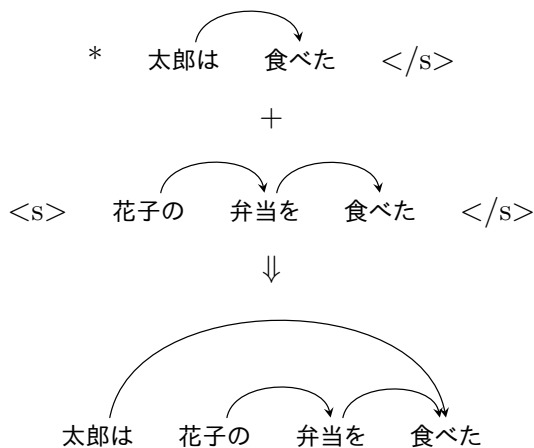 * 太郎は 食べた </s>
+
<s> 花子の 弁当を 食べた </s>
⇓
太郎は 花子の 弁当を 食べた